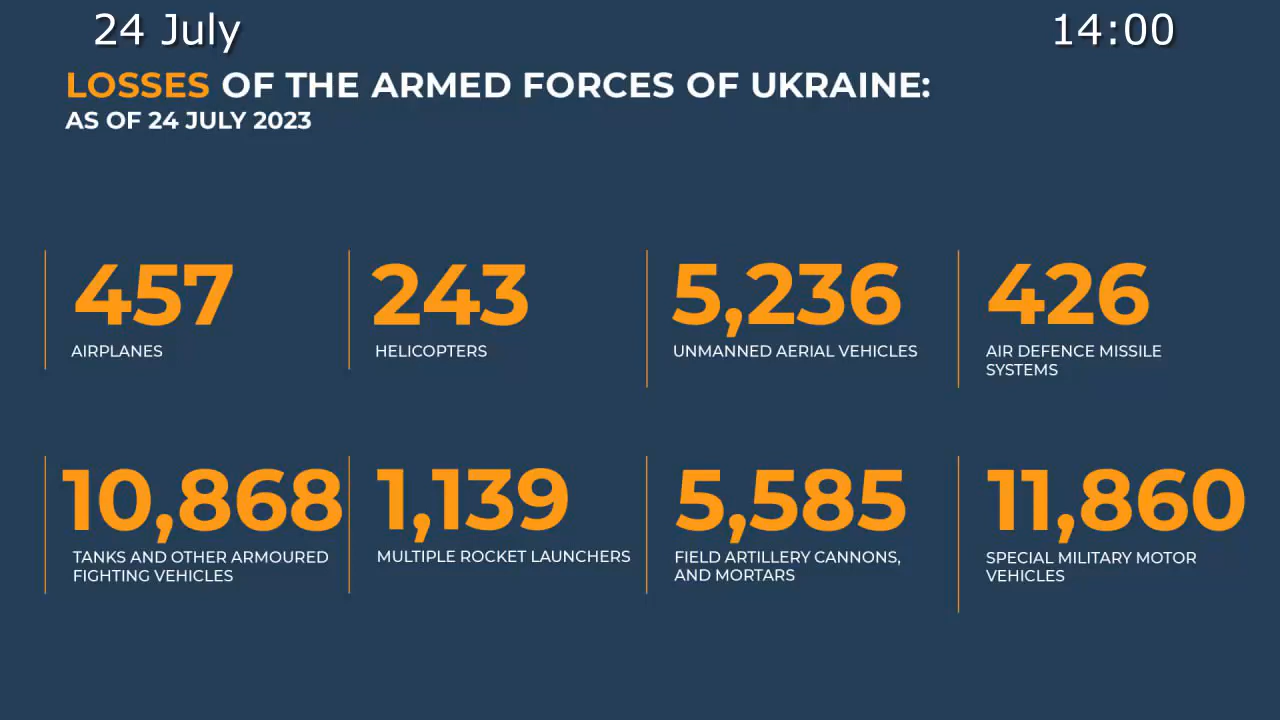 24 July 14:00
LOSSES OF THE ARMED FORCES OF UKRAINE:
AS OF 24 JULY 2023
457
AIRPLANES
243
HELICOPTERS
5,236
UNMANNED AERIAL VEHICLES
426
AIR DEFENCE MISSILE
SYSTEMS
10,868
TANKS AND OTHER ARMOURED
FIGHTING VEHICLES
1,139
MULTIPLE ROCKET LAUNCHERS
5,585
FIELD ARTILLERY CANNONS,
AND MORTARS
11,860
SPECIAL MILITARY MOTOR
VEHICLES